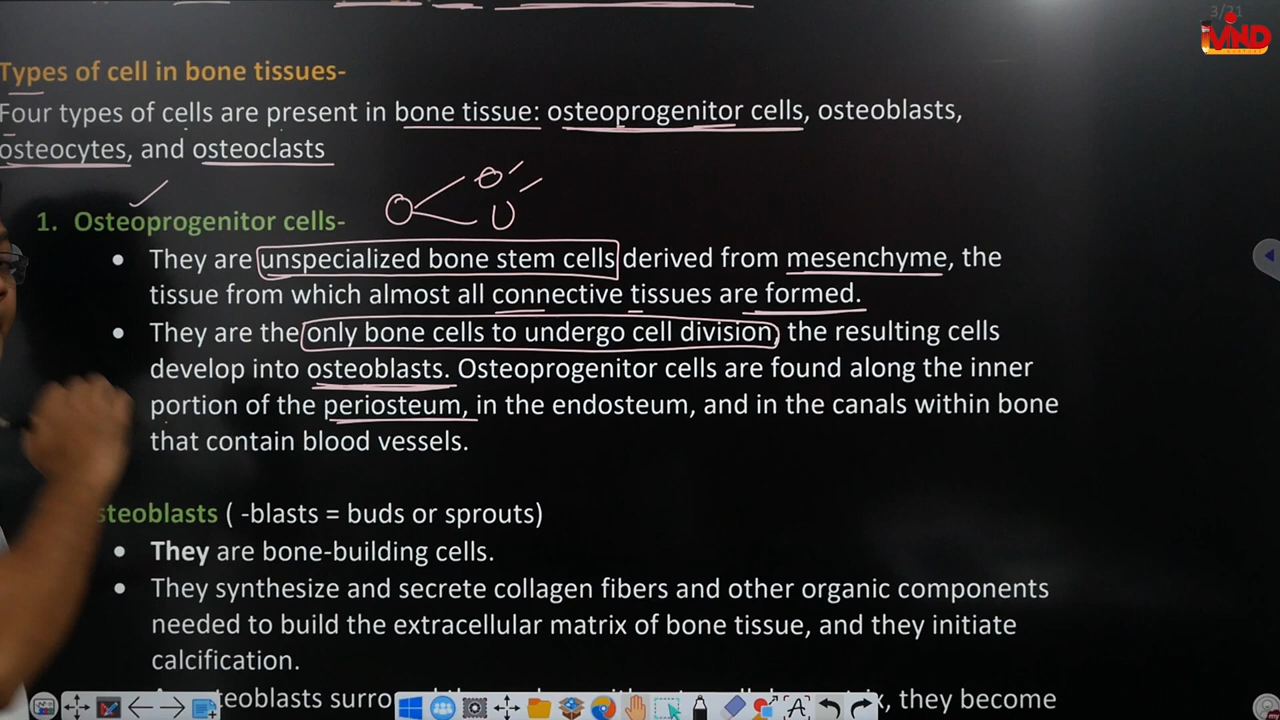 3/21
MIND
Types of cell in bone tissues-
Four types of cells are present in bone tissue: osteoprogenitor cells, osteoblasts,
osteocytes, and osteoclasts
1. Osteoprogenitor cells-
• They are unspecialized bone stem cells derived from mesenchyme, the
tissue from which almost all connective tissues are formed.
• They are the only bone cells to undergo cell division, the resulting cells
develop into osteoblasts. Osteoprogenitor cells are found along the inner
portion of the periosteum, in the endosteum, and in the canals within bone
that contain blood vessels.
steoblasts ( -blasts = buds or sprouts)
• They are bone-building cells.
• They synthesize and secrete collagen fibers and other organic components
needed to build the extracellular matrix of bone tissue, and they initiate
calcification.
teoblasts surro they become